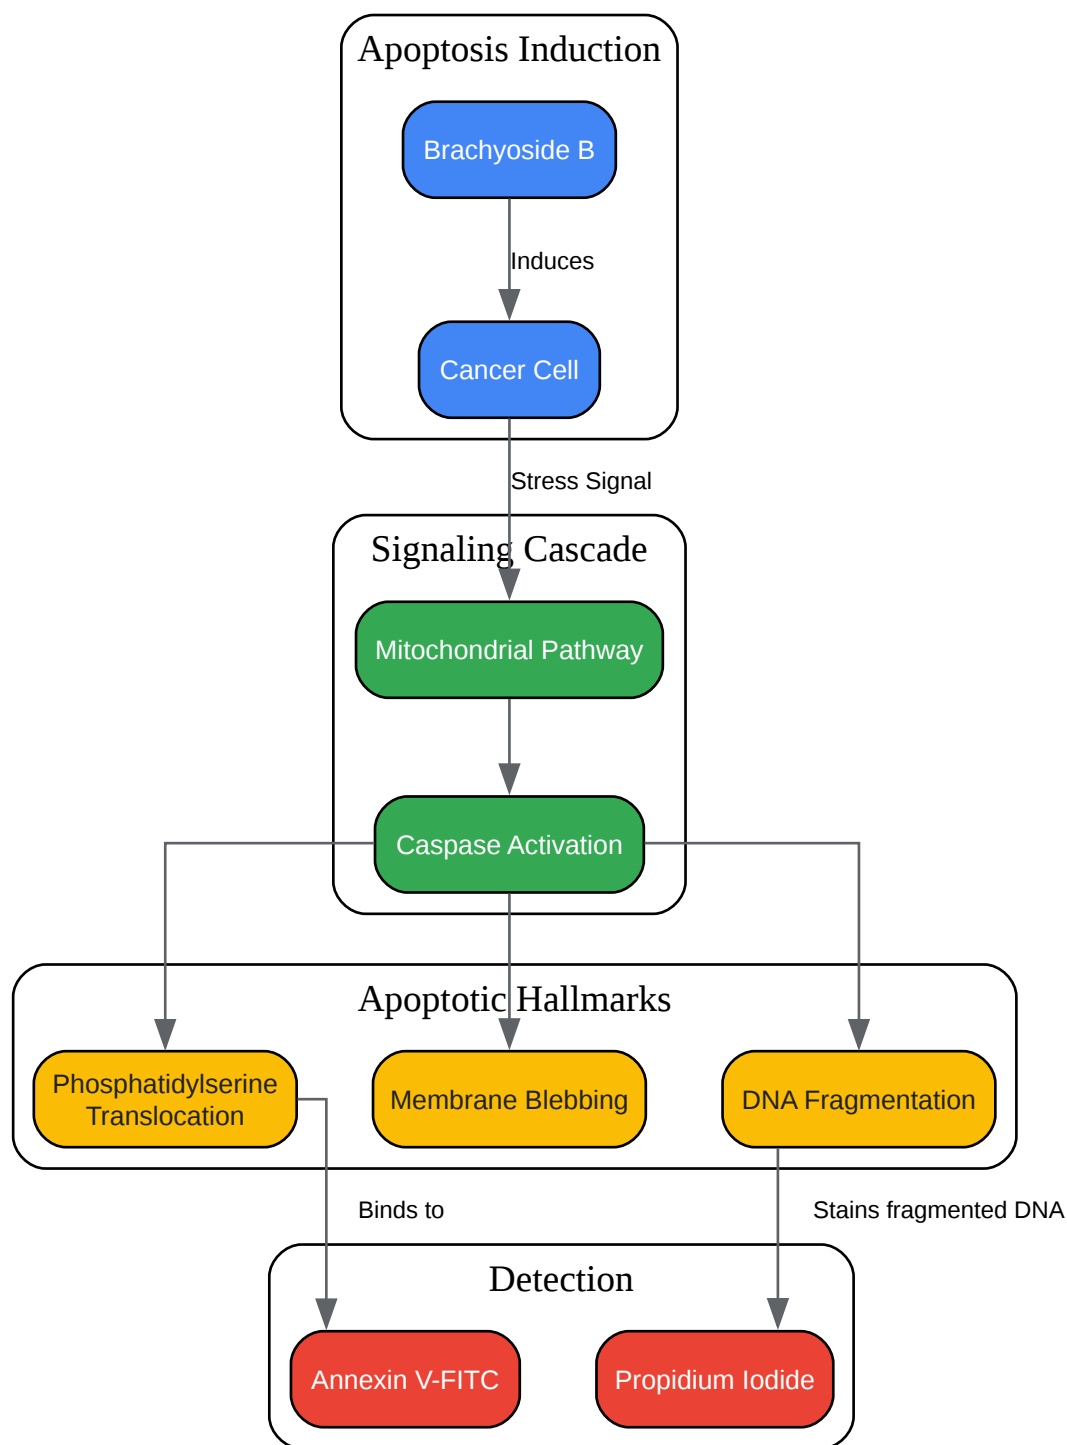 Apoptosis Induction
Brachyoside B
Induces
Cancer Cell
Stress Signal
Signaling Cascade
Mitochondrial Pathway
Caspase Activation
Apoptotic Hallmarks
Phosphatidylserine
Translocation
Membrane Blebbing
DNA Fragmentation
Binds to
Stains fragmented DNA
Detection
Annexin V-FITC
Propidium Iodide